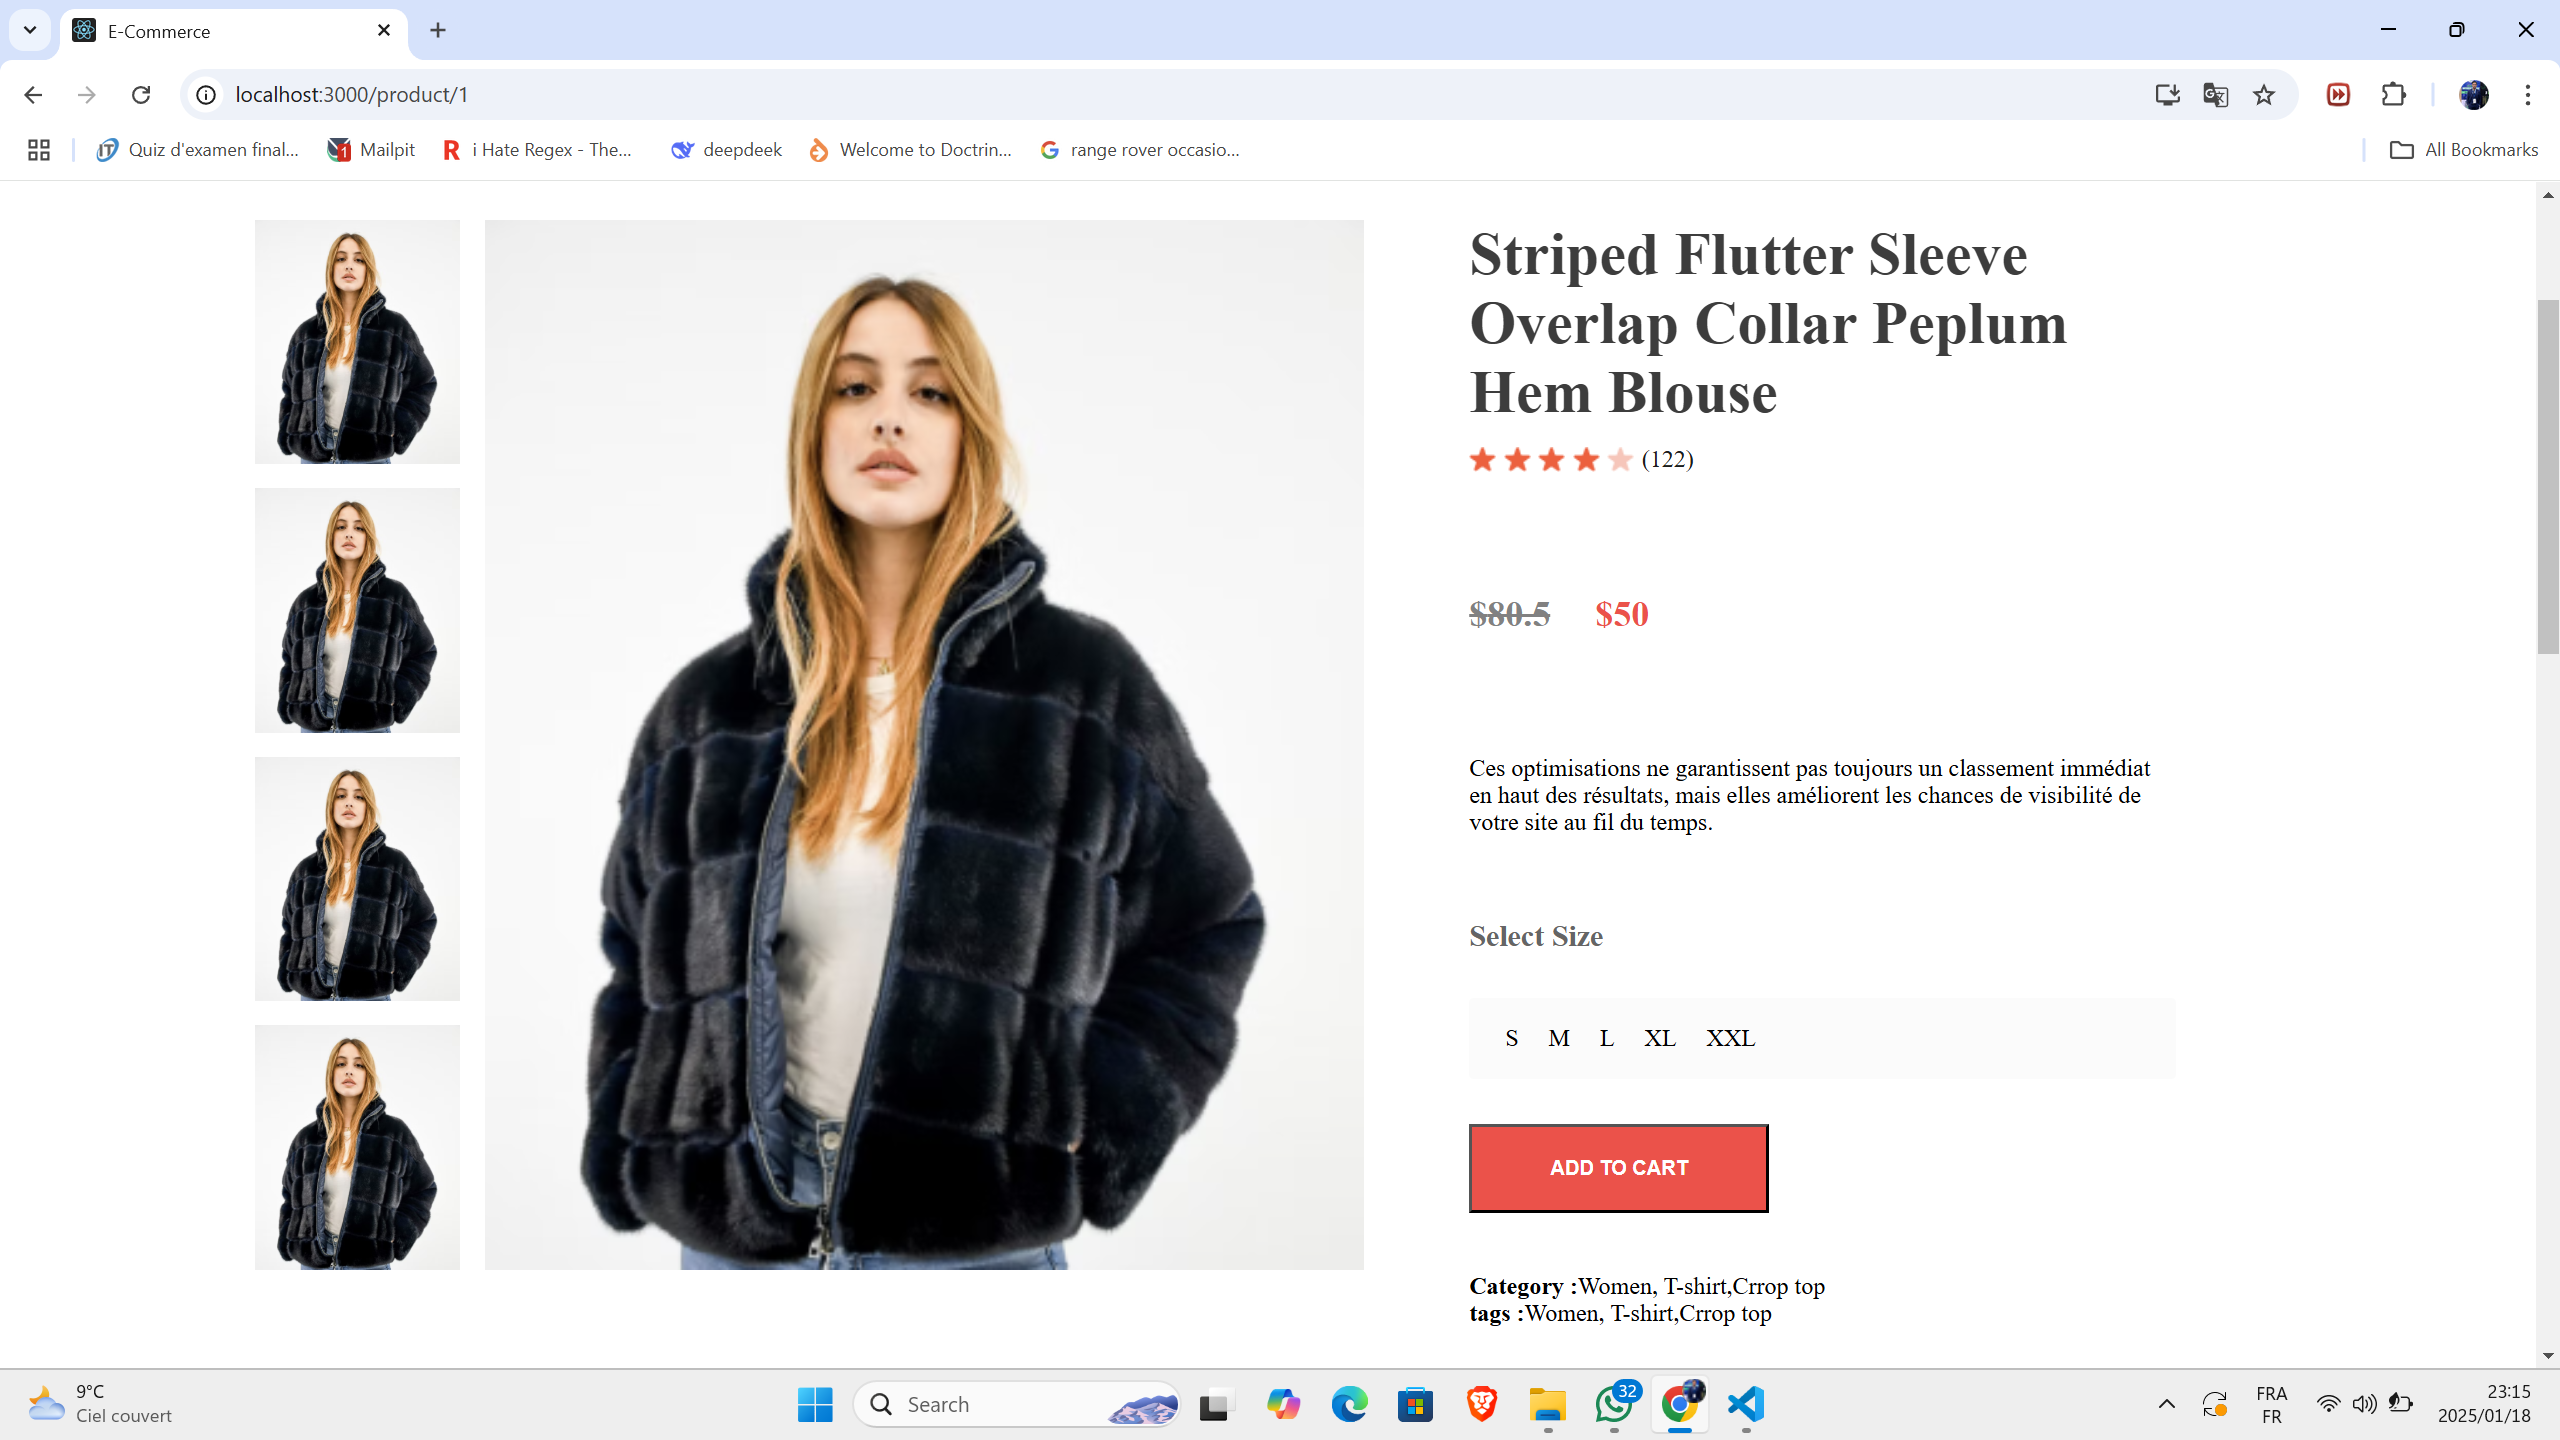 E-Commerce
localhost:3000/product/1
Quiz d'examen final...
1
Mailpit
R
i Hate Regex - The...
deepdeek
Welcome to Doctrin...
range rover occasio...
All Bookmarks
Striped Flutter Sleeve
Overlap Collar Peplum
Hem Blouse
(122)
$80.5 $50
Ces optimisations ne garantissent pas toujours un classement immédiat
en haut des résultats, mais elles améliorent les chances de visibilité de
votre site au fil du temps.
Select Size
S M L XL XXL
ADD TO CART
Category :Women, T-shirt,Crrop top
tags :Women, T-shirt,Crrop top
9°C
Ciel couvert
Search
32
FRA
FR
23:15
2025/01/18